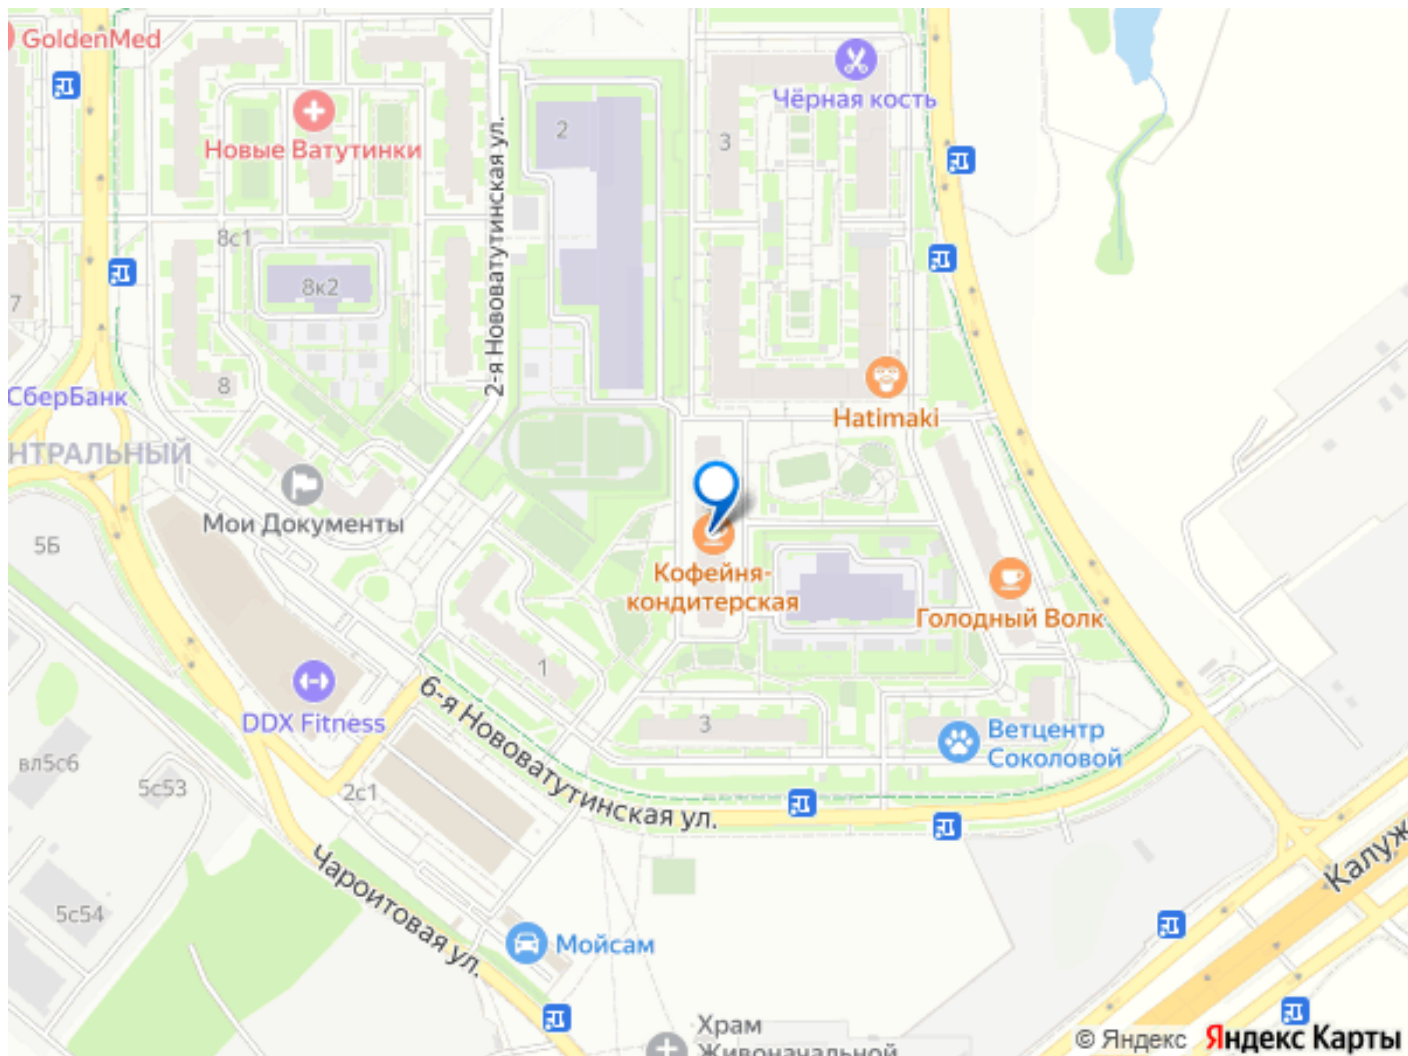 GoldenMed
Чёрная кость
Новые Ватутинки
2
3
2-я Нововатутинская ул.
8с1
8к2
7
8
СберБанк
Hatimaki
НТРАЛЬНЫЙ
Мои Документы
5Б
Кофейня-
кондитерская
Голодный Волк
1
6-я Нововатутинская ул.
DDX Fitness
3
Ветцентр
Соколовой
вл5с6
5с53
2с1
Чароитовая ул.
Калуж
5с54
Мойсам
Храм
Живоначальной
© Яндекс Яндекс Карты